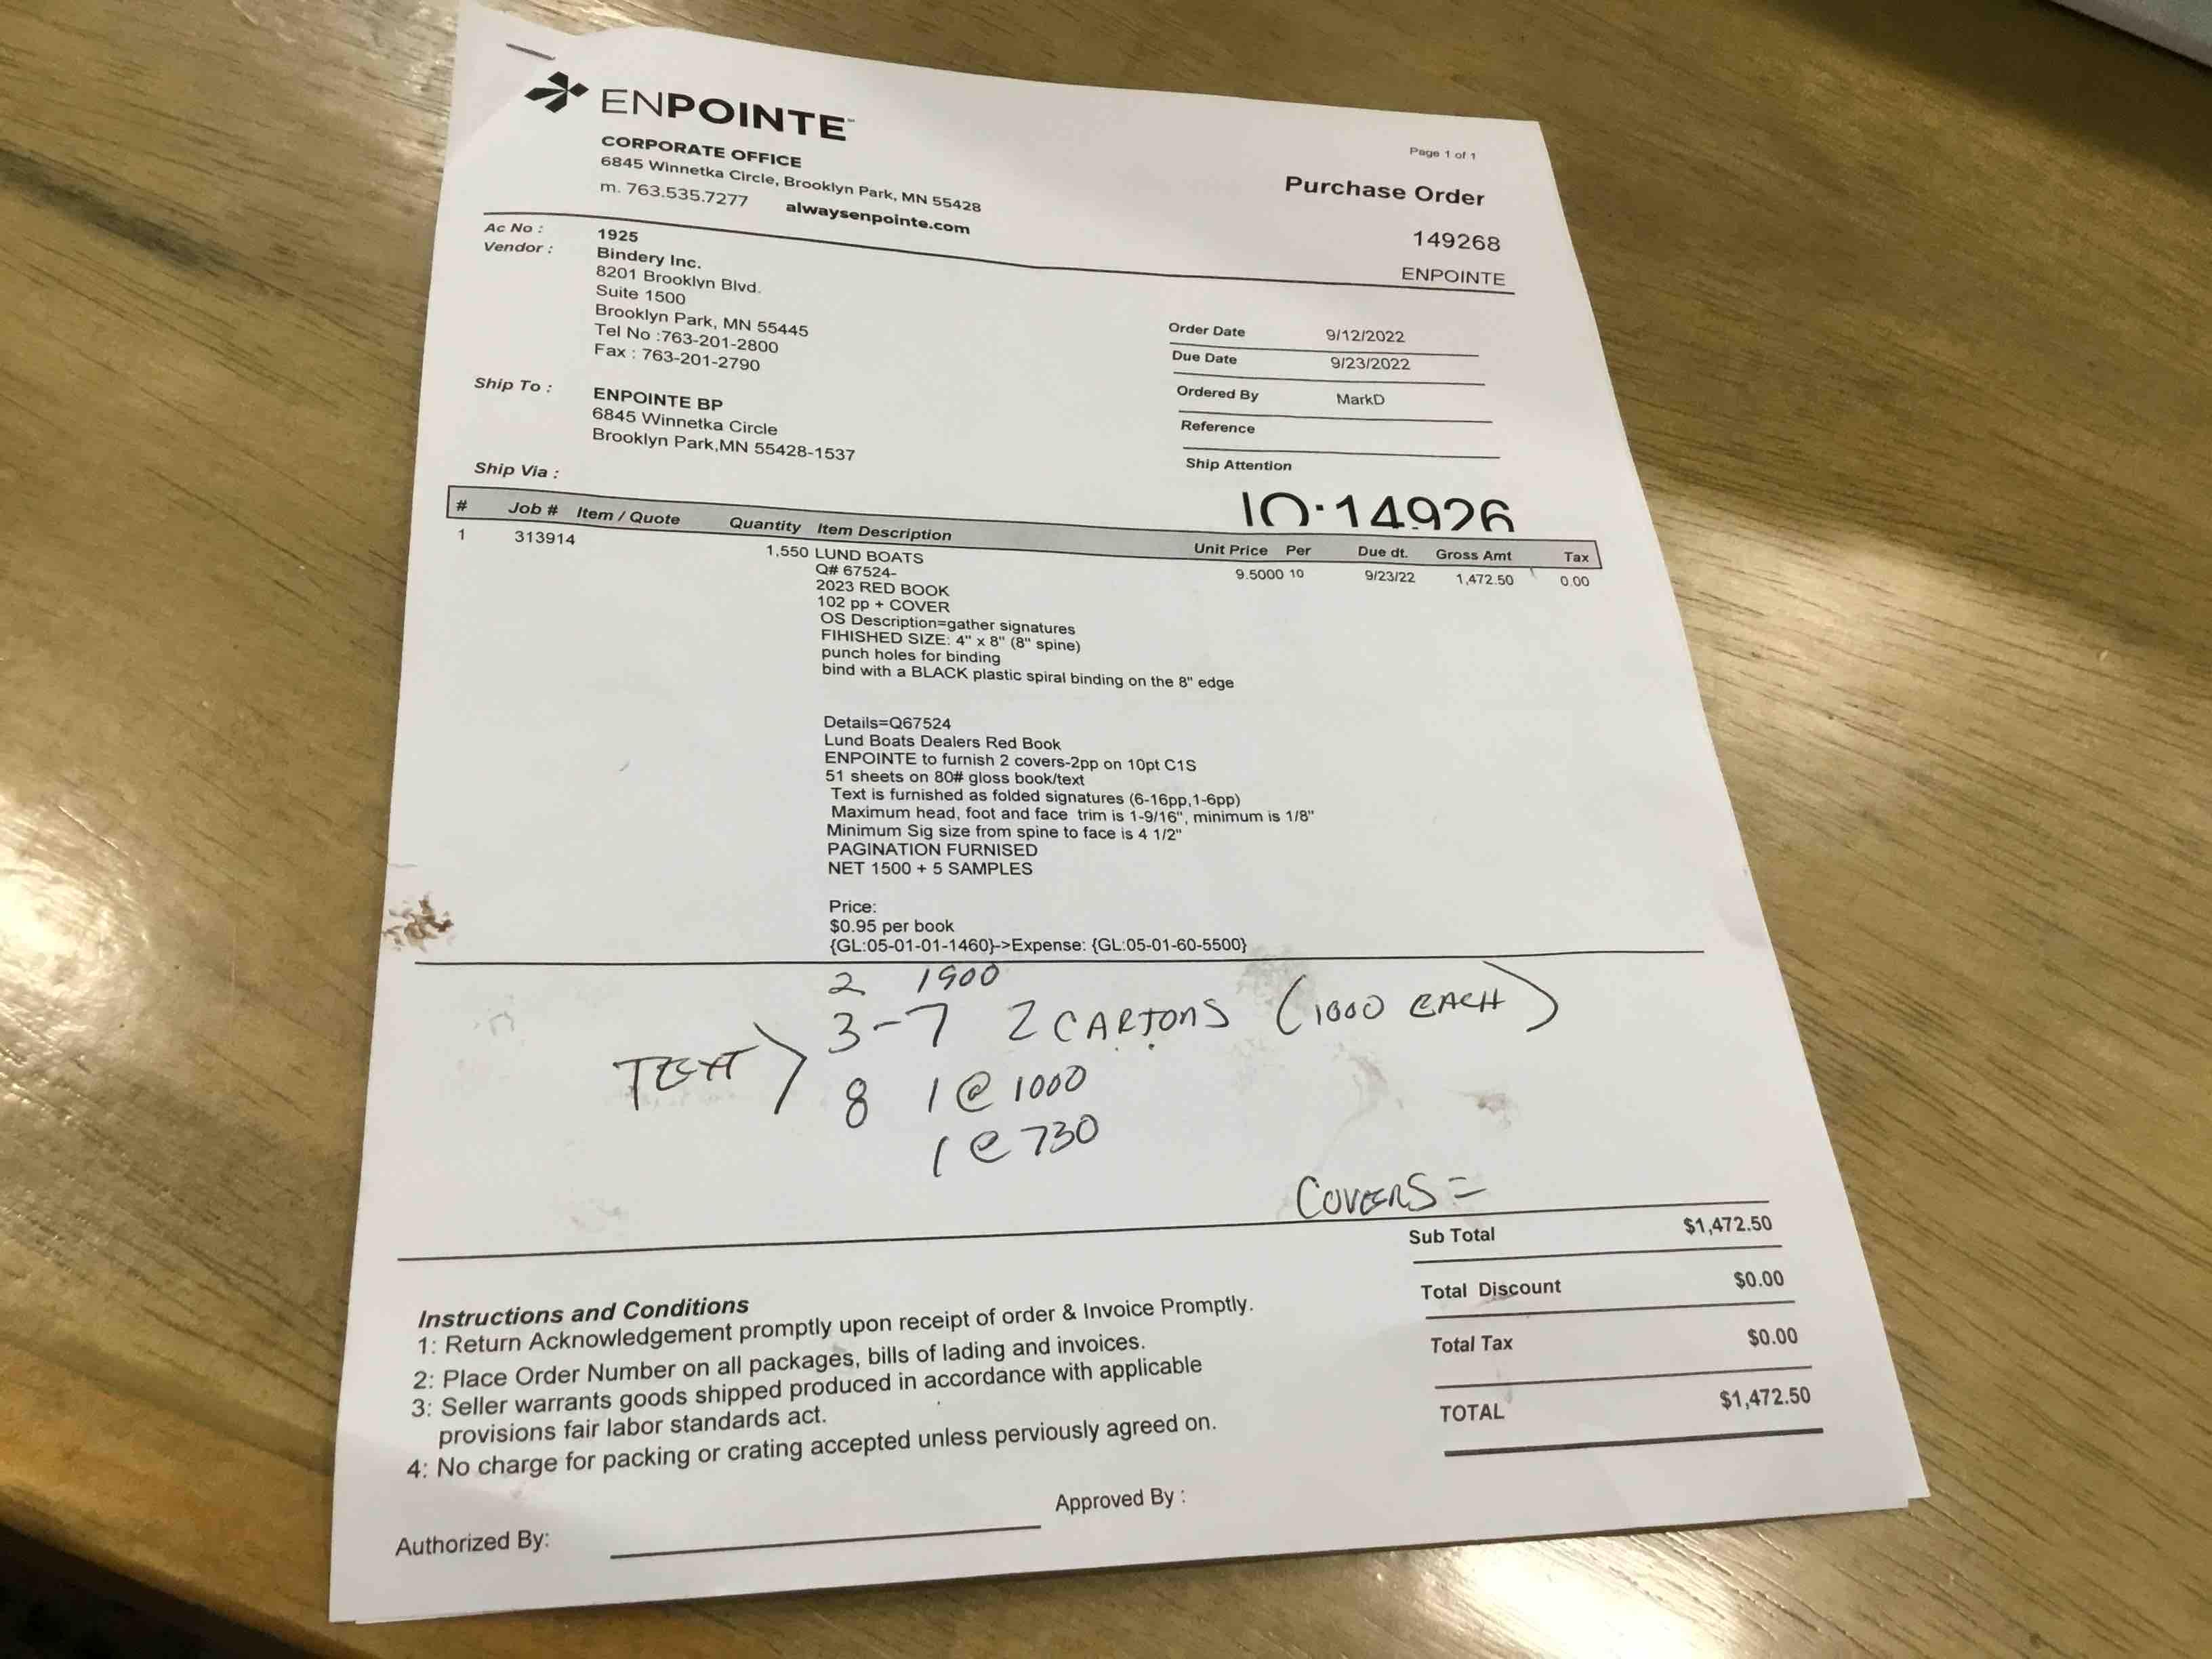 ENPOINTE
CORPORATE OFFICE
6845 Winnetka Circle, Brooklyn Park, MN 55428
m. 763.535.7277 alwaysenpointe.com
Page 1 of 1
Purchase Order
149268
ENPOINTE
Ac No : 1925
Vendor : Bindery Inc.
8201 Brooklyn Blvd.
Suite 1500
Brooklyn Park, MN 55445
Tel No :763-201-2800
Fax : 763-201-2790
Order Date 9/12/2022
Due Date 9/23/2022
Ordered By MarkD
Reference
Ship Attention
Ship To : ENPOINTE BP
6845 Winnetka Circle
Brooklyn Park,MN 55428-1537
Ship Via :
# Job # Item / Quote Quantity Item Description Unit Price Per Due dt. Gross Amt Tax
1 313914 1,550 LUND BOATS 9.5000 10 9/23/22 1,472.50 0.00
Q# 67524-
2023 RED BOOK
102 pp + COVER
OS Description=gather signatures
FIHISHED SIZE: 4" x 8" (8" spine)
punch holes for binding
bind with a BLACK plastic spiral binding on the 8" edge
Details=Q67524
Lund Boats Dealers Red Book
ENPOINTE to furnish 2 covers-2pp on 10pt C1S
51 sheets on 80# gloss book/text
Text is furnished as folded signatures (6-16pp,1-6pp)
Maximum head, foot and face trim is 1-9/16", minimum is 1/8"
Minimum Sig size from spine to face is 4 1/2"
PAGINATION FURNISED
NET 1500 + 5 SAMPLES
Price:
$0.95 per book
{GL:05-01-01-1460}->Expense: {GL:05-01-60-5500}
2 1900
3-7 2 CARTONS (1000 EACH)
TEXT
8 1 @ 1000
1 @ 730
COVERS =
Sub Total $1,472.50
Total Discount $0.00
Total Tax $0.00
TOTAL $1,472.50
Instructions and Conditions
1: Return Acknowledgement promptly upon receipt of order & Invoice Promptly.
2: Place Order Number on all packages, bills of lading and invoices.
3: Seller warrants goods shipped produced in accordance with applicable
provisions fair labor standards act.
4: No charge for packing or crating accepted unless perviously agreed on.
Authorized By:
Approved By :